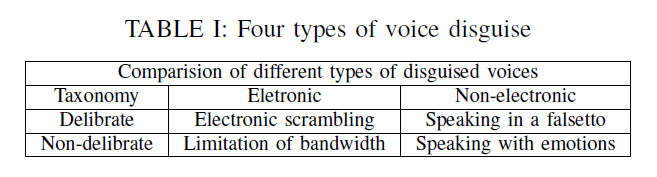 TABLE I: Four types of voice disguise
Comparision of different types of disguised voices
Taxonomy Eletronic Non-electronic
Delibrate Electronic scrambling Speaking in a falsetto
Non-delibrate Limitation of bandwidth Speaking with emotions